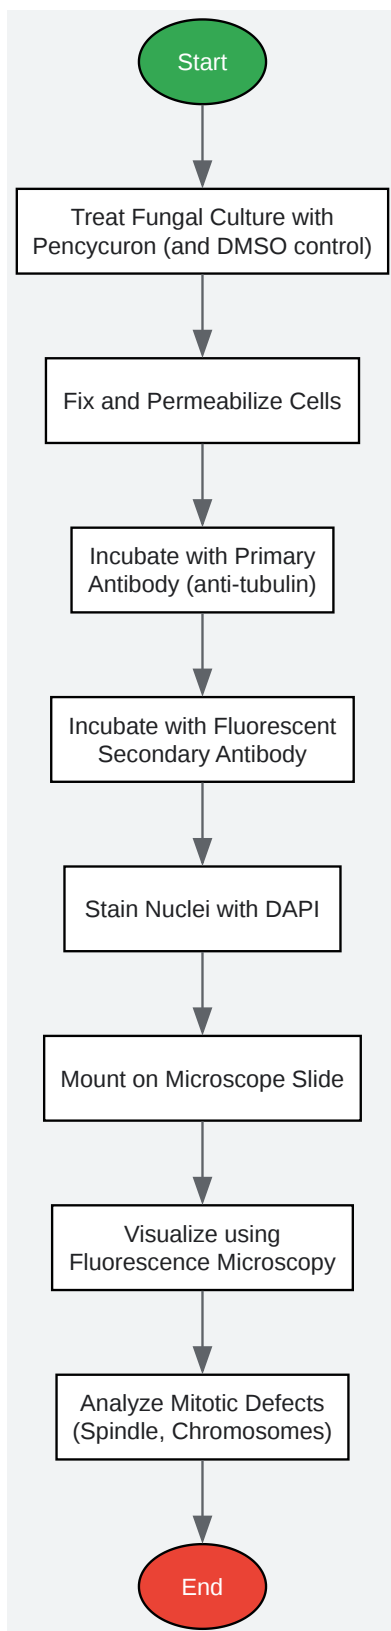 Start
Treat Fungal Culture with
Pencycuron (and DMSO control)
Fix and Permeabilize Cells
Incubate with Primary
Antibody (anti-tubulin)
Incubate with Fluorescent
Secondary Antibody
Stain Nuclei with DAPI
Mount on Microscope Slide
Visualize using
Fluorescence Microscopy
Analyze Mitotic Defects
(Spindle, Chromosomes)
End